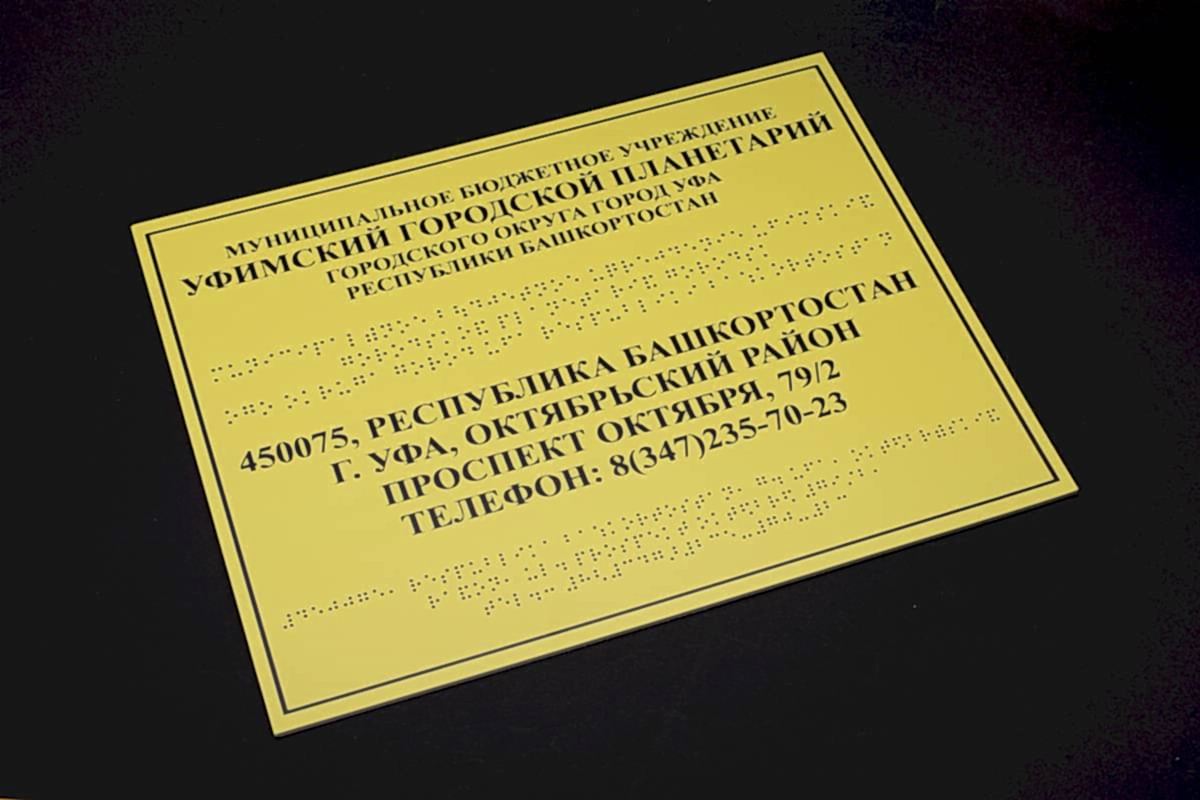 МУНИЦИПАЛЬНОЕ БЮДЖЕТНОЕ УЧРЕЖДЕНИЕ
УФИМСКИЙ ГОРОДСКОЙ ПЛАНЕТАРИЙ
ГОРОДСКОГО ОКРУГА ГОРОД УФА
РЕСПУБЛИКИ БАШКОРТОСТАН
450075, РЕСПУБЛИКА БАШКОРТОСТАН
Г. УФА, ОКТЯБРЬСКИЙ РАЙОН
ПРОСПЕКТ ОКТЯБРЯ, 79/2
ТЕЛЕФОН: 8(347)235-70-23